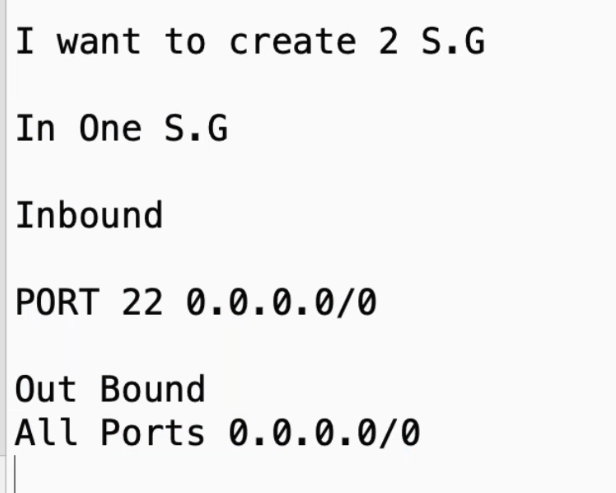 I want to create 2 S.G
In One S.G
Inbound
PORT 22 0.0.0.0/0
Out Bound
All Ports 0.0.0.0/0